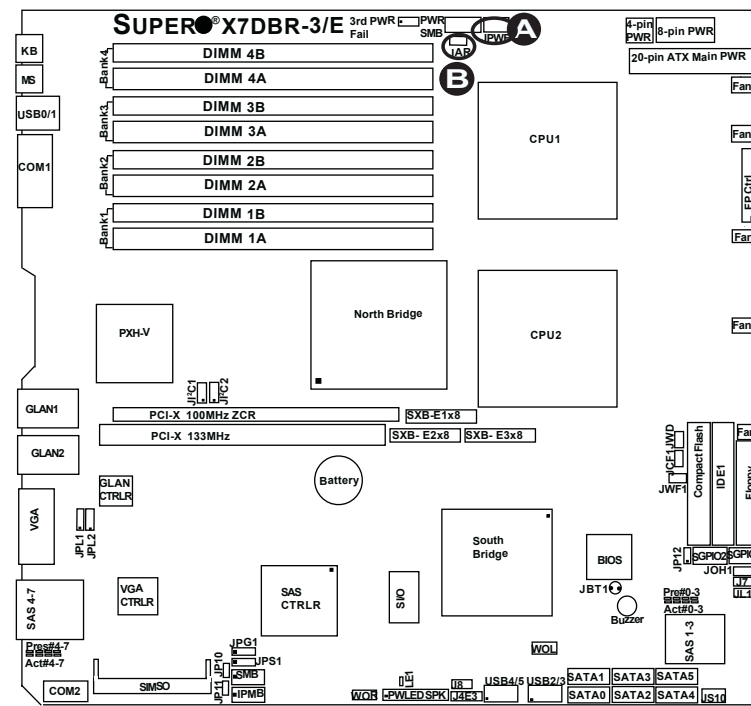 SUPER ® X7DBR-3/E
3rd PWR Fail
PWR SMB
JPWF
A
JAR
B
4-pin PWR
8-pin PWR
20-pin ATX Main PWR
KB
MS
USB0/1
COM1
Bank4
DIMM 4B
DIMM 4A
Bank3
DIMM 3B
DIMM 3A
Bank2
DIMM 2B
DIMM 2A
Bank1
DIMM 1B
DIMM 1A
CPU1
Fan
Fan
FP Ctrl
Fan
Fan
CPU2
North Bridge
PXH-V
JI²C1
JI²C2
GLAN1
GLAN2
PCI-X 100MHz ZCR
SXB-E1x8
PCI-X 133MHz
SXB- E2x8
SXB- E3x8
Battery
GLAN CTRLR
VGA
JPL1
JPL2
JWD
JCF1
JWF1
Compact Flash
IDE1
Floppy
Fan
South Bridge
BIOS
JP12
SGPIO2
SGPIO
JOH1
J7
JL1
JBT1
Buzzer
Pre#0-3
Act#0-3
SAS 1-3
SAS 4-7
Pres#4-7
Act#4-7
VGA CTRLR
SAS CTRLR
SI/O
JPG1
JPS1
JP10
JP11
SMB
IPMB
COM2
SIMSO
WOR
LE1
PWLED SPK
J8
J4E3
USB4/5
USB2/3
WOL
SATA1
SATA3
SATA5
SATA0
SATA2
SATA4
JS10